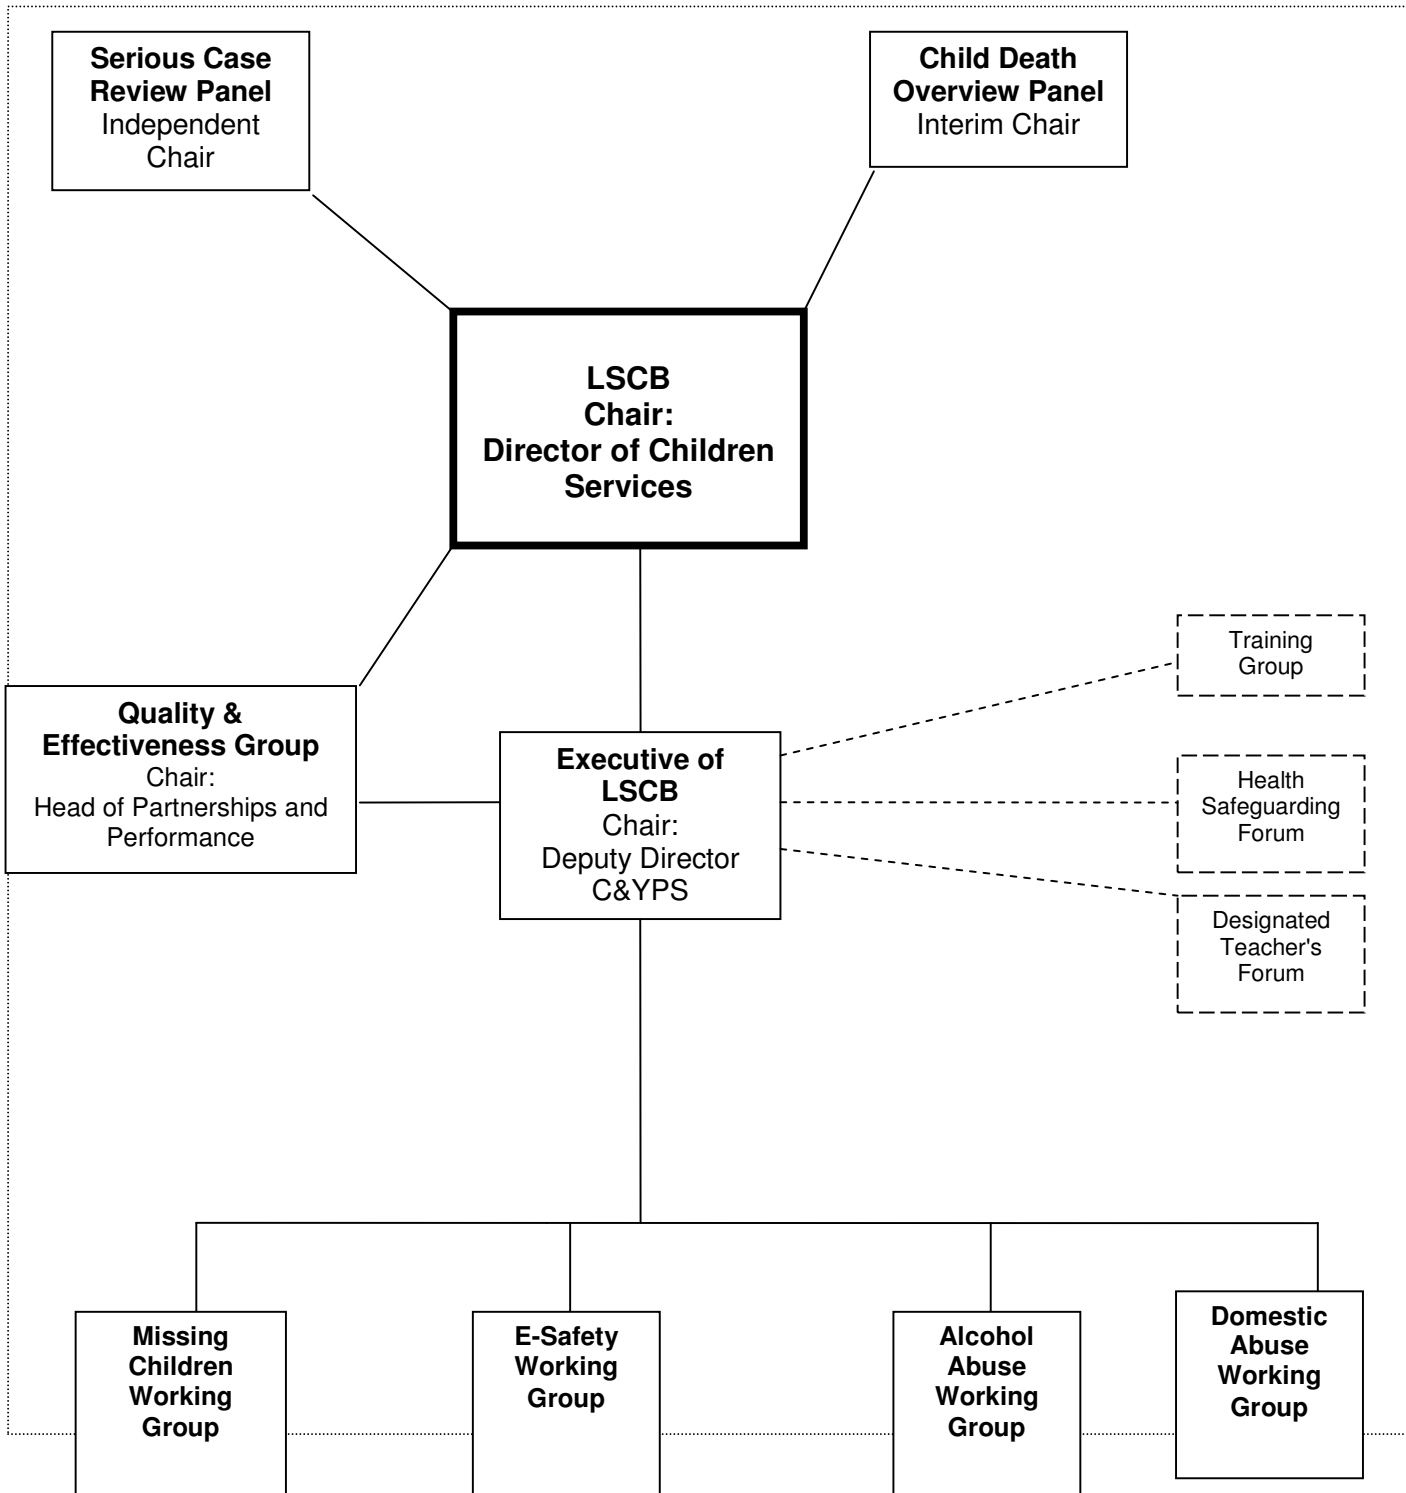 Serious Case
Review Panel
Independent
Chair
Child Death
Overview Panel
Interim Chair
LSCB
Chair:
Director of Children
Services
Quality &
Effectiveness Group
Chair:
Head of Partnerships and
Performance
Executive of
LSCB
Chair:
Deputy Director
C&YPS
Training
Group
Health
Safeguarding
Forum
Designated
Teacher's
Forum
Missing
Children
Working
Group
E-Safety
Working
Group
Alcohol
Abuse
Working
Group
Domestic
Abuse
Working
Group